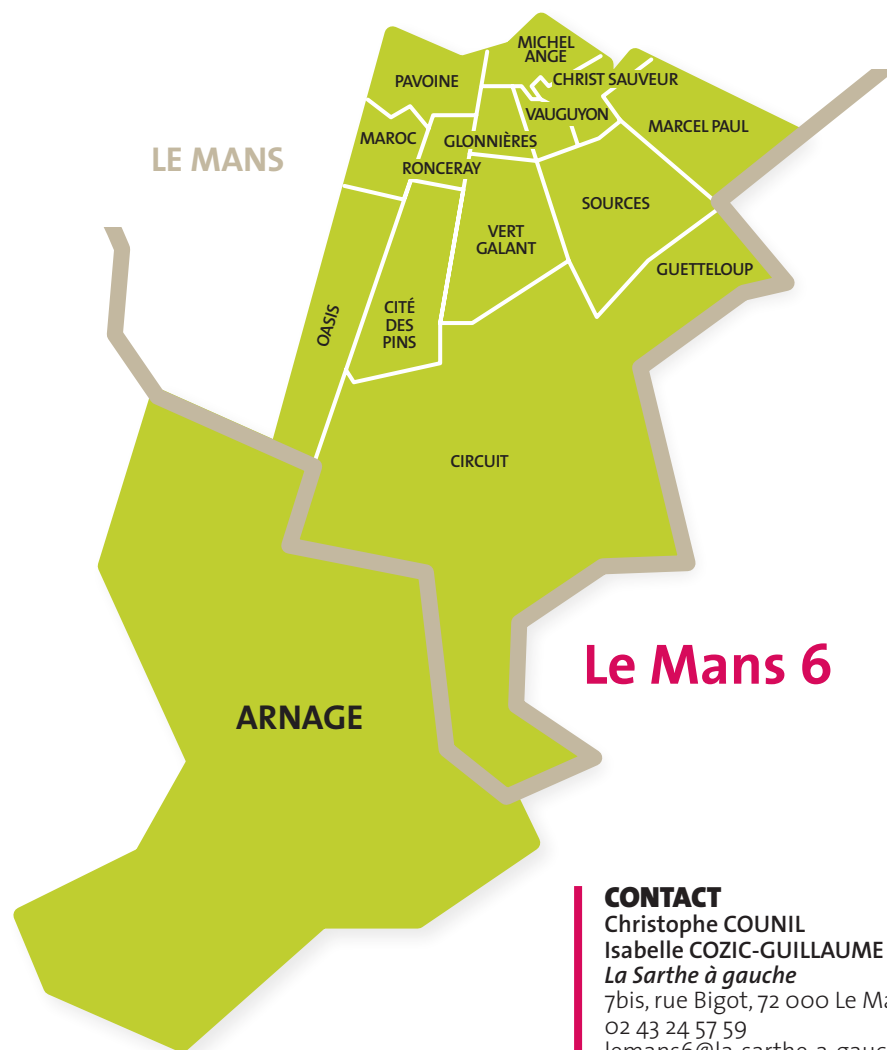 MICHEL
ANGE
PAVOINE
CHRIST SAUVEUR
VAUGUYON
MARCEL PAUL
MAROC
GLONNIÈRES
LE MANS
RONCERAY
SOURCES
VERT
GALANT
GUETTELOUP
OASIS
CITÉ
DES
PINS
CIRCUIT
Le Mans 6
ARNAGE
CONTACT
Christophe COUNIL
Isabelle COZIC-GUILLAUME
La Sarthe à gauche
7bis, rue Bigot, 72 000 Le
02 43 24 57 59